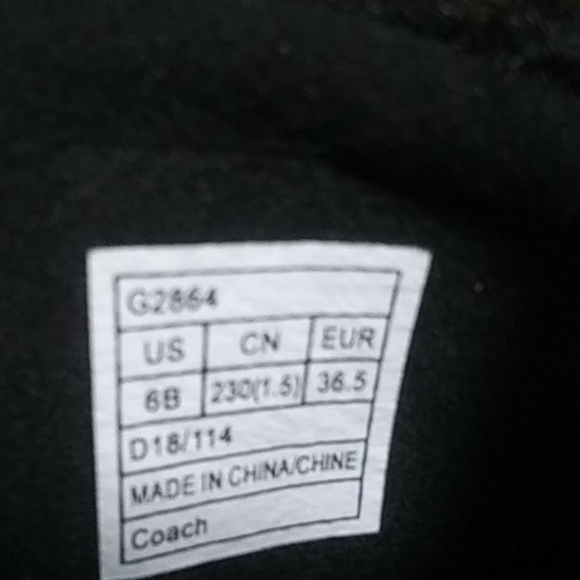 G2864
US CN EUR
6B 230(1.5) 36.5
D18/114
MADE IN CHINA/CHINE
Coach